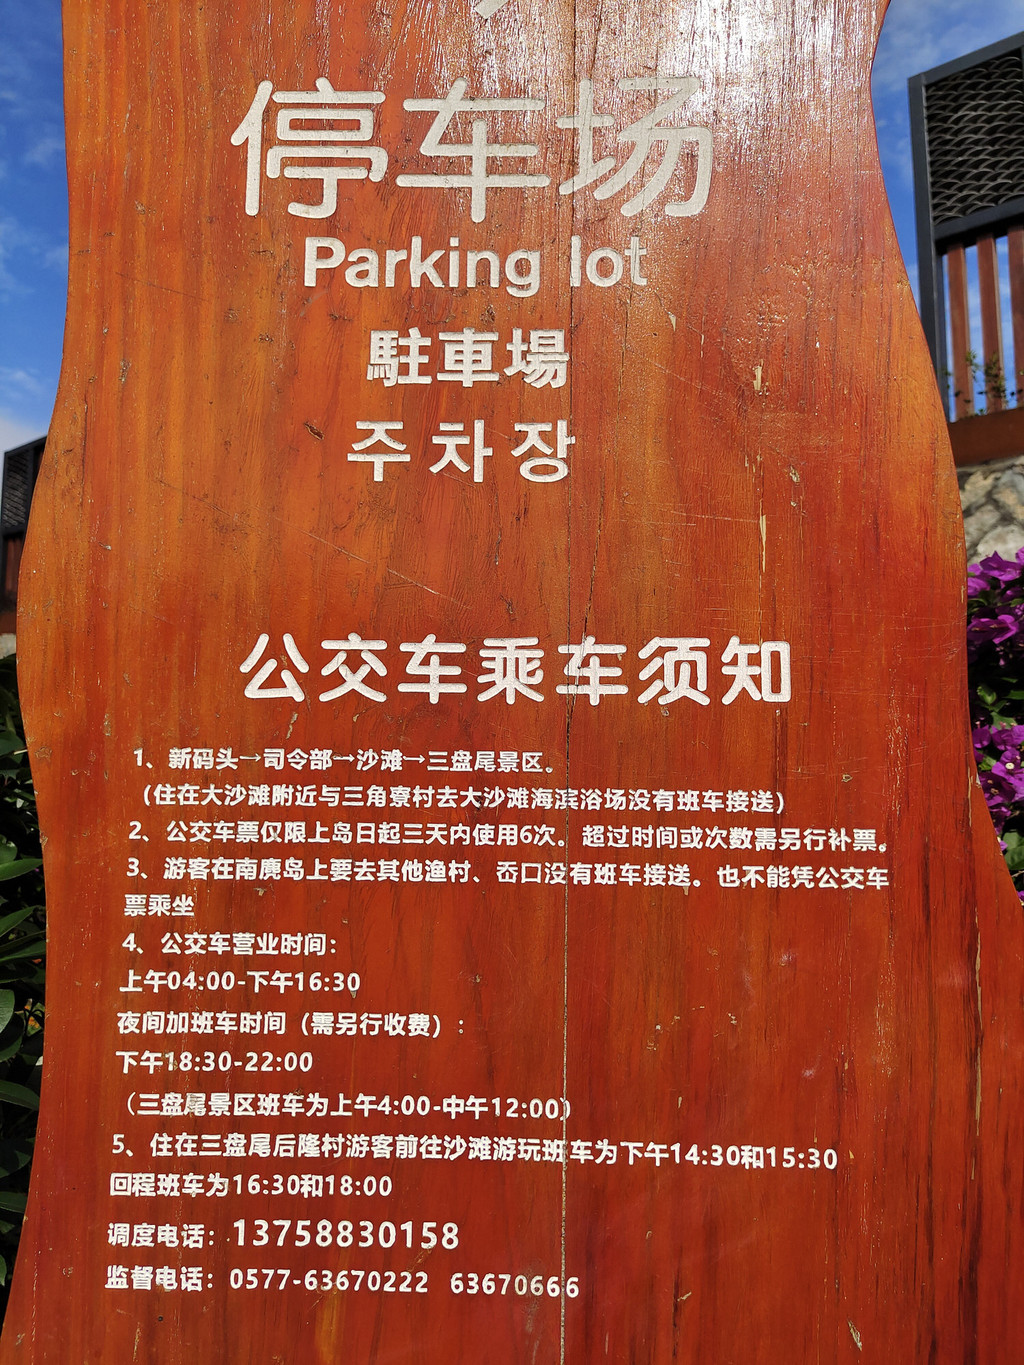 停车场
Parking lot
駐車場
주차장
公交车乘车须知
1、新码头→司令部→沙滩→三盘尾景区。
（住在大沙滩附近与三角寮村去大沙滩海滨浴场没有班车接送）
2、公交车票仅限上岛日起三天内使用6次。超过时间或次数需另行补票。
3、游客在南麂岛上要去其他渔村、岙口没有班车接送。也不能凭公交车
票乘坐
4、公交车营业时间：
上午04:00-下午16:30
夜间加班车时间（需另行收费）：
下午18:30-22:00
（三盘尾景区班车为上午4:00-中午12:00）
5、住在三盘尾后隆村游客前往沙滩游玩班车为下午14:30和15:30
回程班车为16:30和18:00
调度电话：13758830158
监督电话：0577-63670222 63670666